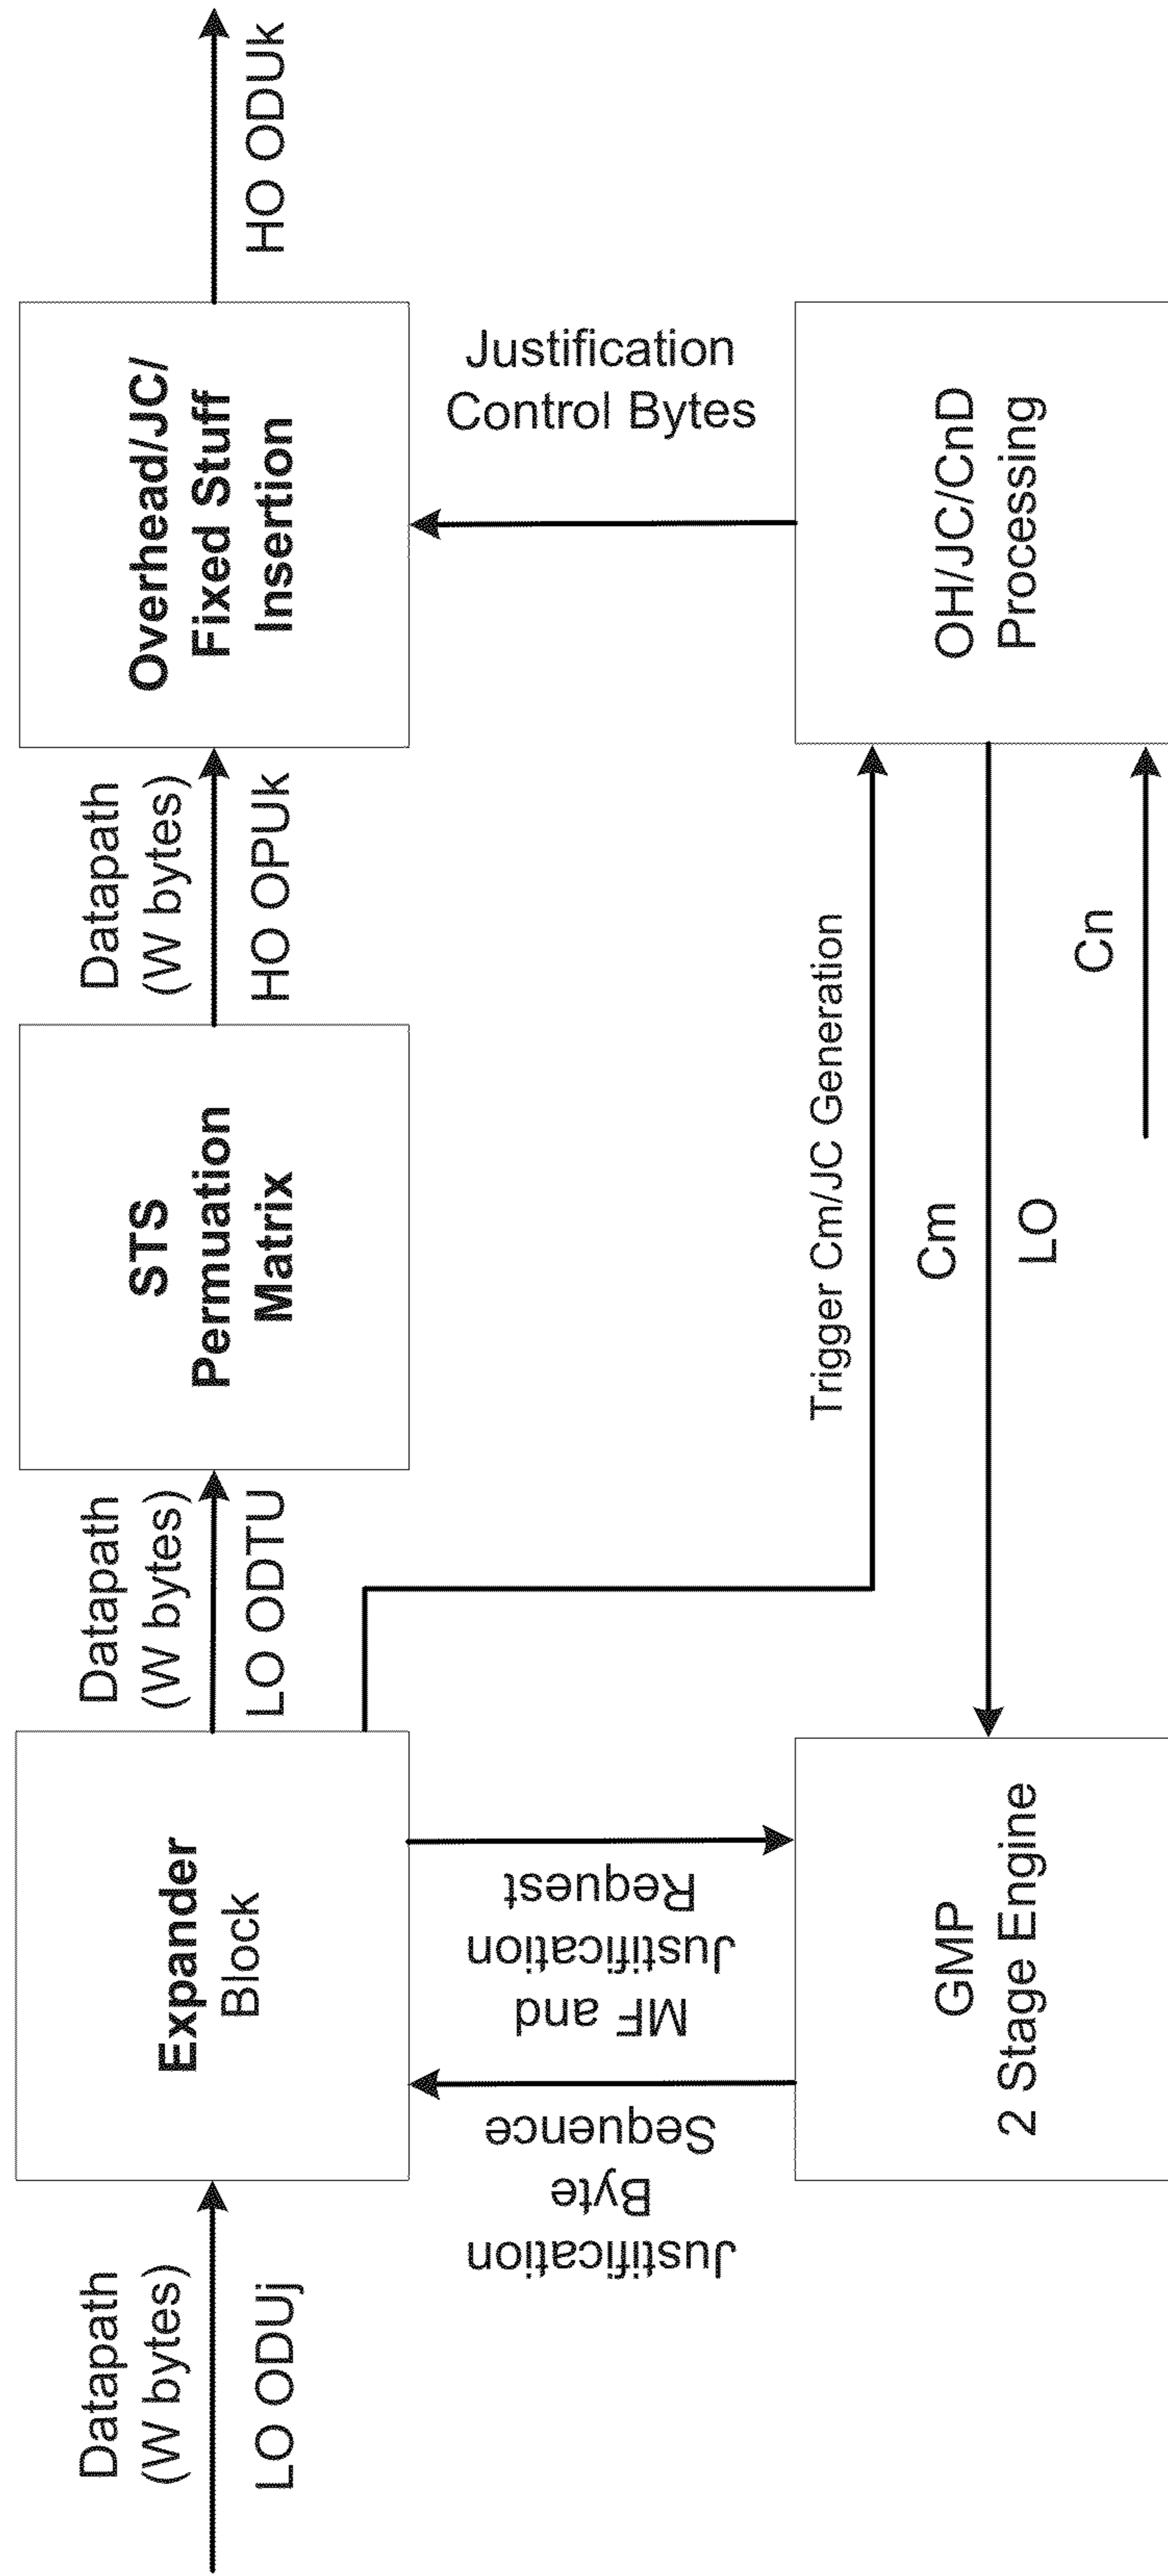 Datapath
(W bytes)
LO ODUj
Expander
Block
Datapath
(W bytes)
LO ODTU
STS
Permuation
Matrix
Datapath
(W bytes)
HO OPUk
Overhead/JC/
Fixed Stuff
Insertion
HO ODUk
Justification
Byte
Sequence
MF and
Justification
Request
Trigger Cm/JC Generation
Justification
Control Bytes
GMP
2 Stage Engine
Cm
LO
Cn
OH/JC/CnD
Processing